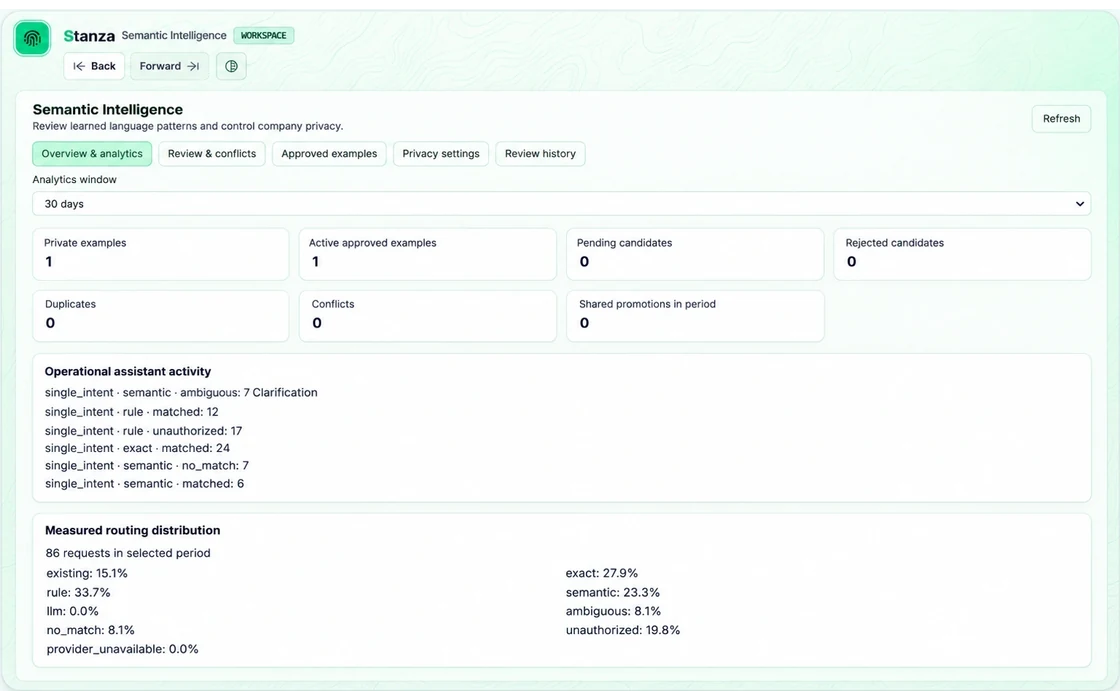 Stanza Semantic Intelligence WORKSPACE
Back Forward
Semantic Intelligence
Review learned language patterns and control company privacy.
Refresh
Overview & analytics Review & conflicts Approved examples Privacy settings Review history
Analytics window
30 days
Private examples
1
Active approved examples
1
Pending candidates
0
Rejected candidates
0
Duplicates
0
Conflicts
0
Shared promotions in period
0
Operational assistant activity
single_intent · semantic · ambiguous: 7 Clarification
single_intent · rule · matched: 12
single_intent · rule · unauthorized: 17
single_intent · exact · matched: 24
single_intent · semantic · no_match: 7
single_intent · semantic · matched: 6
Measured routing distribution
86 requests in selected period
existing: 15.1%
exact: 27.9%
rule: 33.7%
semantic: 23.3%
llm: 0.0%
ambiguous: 8.1%
no_match: 8.1%
unauthorized: 19.8%
provider_unavailable: 0.0%